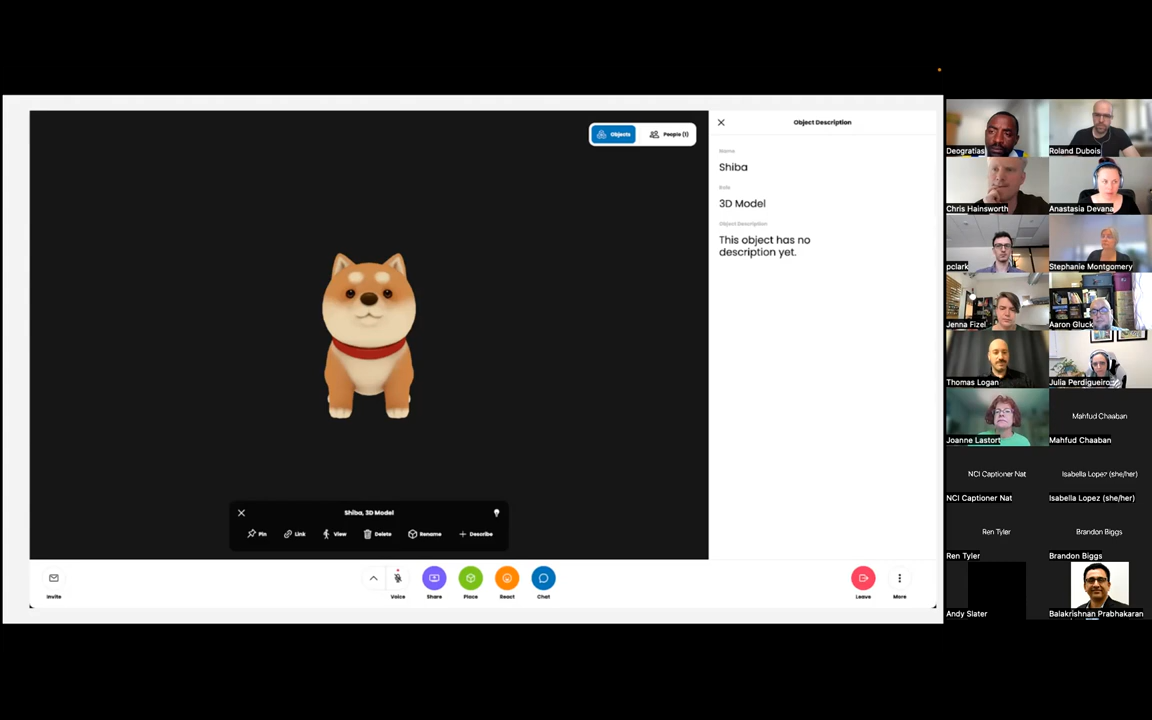 Objects
People (1)
Object Description
Name
Shiba
Role
3D Model
Object Description
This object has no
description yet.
Shiba, 3D Model
Pin
Link
View
Delete
Rename
Describe
Invite
Voice
Share
Place
React
Chat
Leave
More
Deogratias
Roland Dubois
Chris Hainsworth
Anastasia Devana
pclark
Stephanie Montgomery
Jenna Fizel
Aaron Gluck
Thomas Logan
Julia Perdigueiro
Joanne Lastort
Mahfud Chaaban
Mahfud Chaaban
NCI Captioner Nat
Isabella Lopez (she/her)
NCI Captioner Nat
Isabella Lopez (she/her)
Ren Tyler
Brandon Biggs
Ren Tyler
Brandon Biggs
Andy Slater
Balakrishnan Prabhakaran